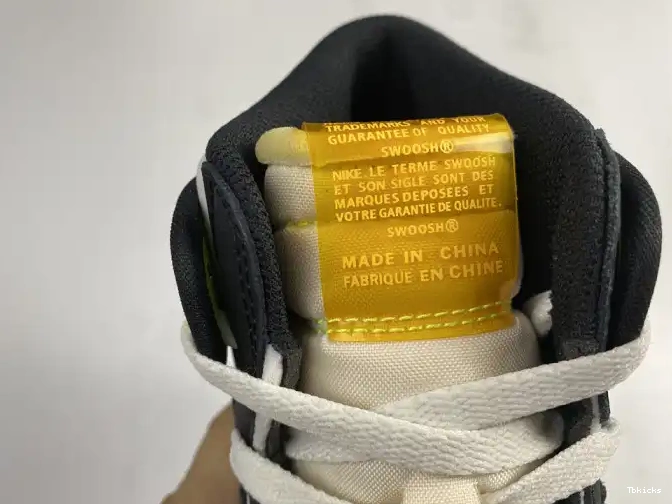 TRADEMARKS AND YOUR
GUARANTEE OF QUALITY
SWOOSH®
NIKE. LE TERME SWOOSH
ET SON SIGLE SONT DES
MARQUES DEPOSEES ET
VOTRE GARANTIE DE QUALITE.
SWOOSH®
MADE IN CHINA
FABRIQUE EN CHINE
Tbkicks